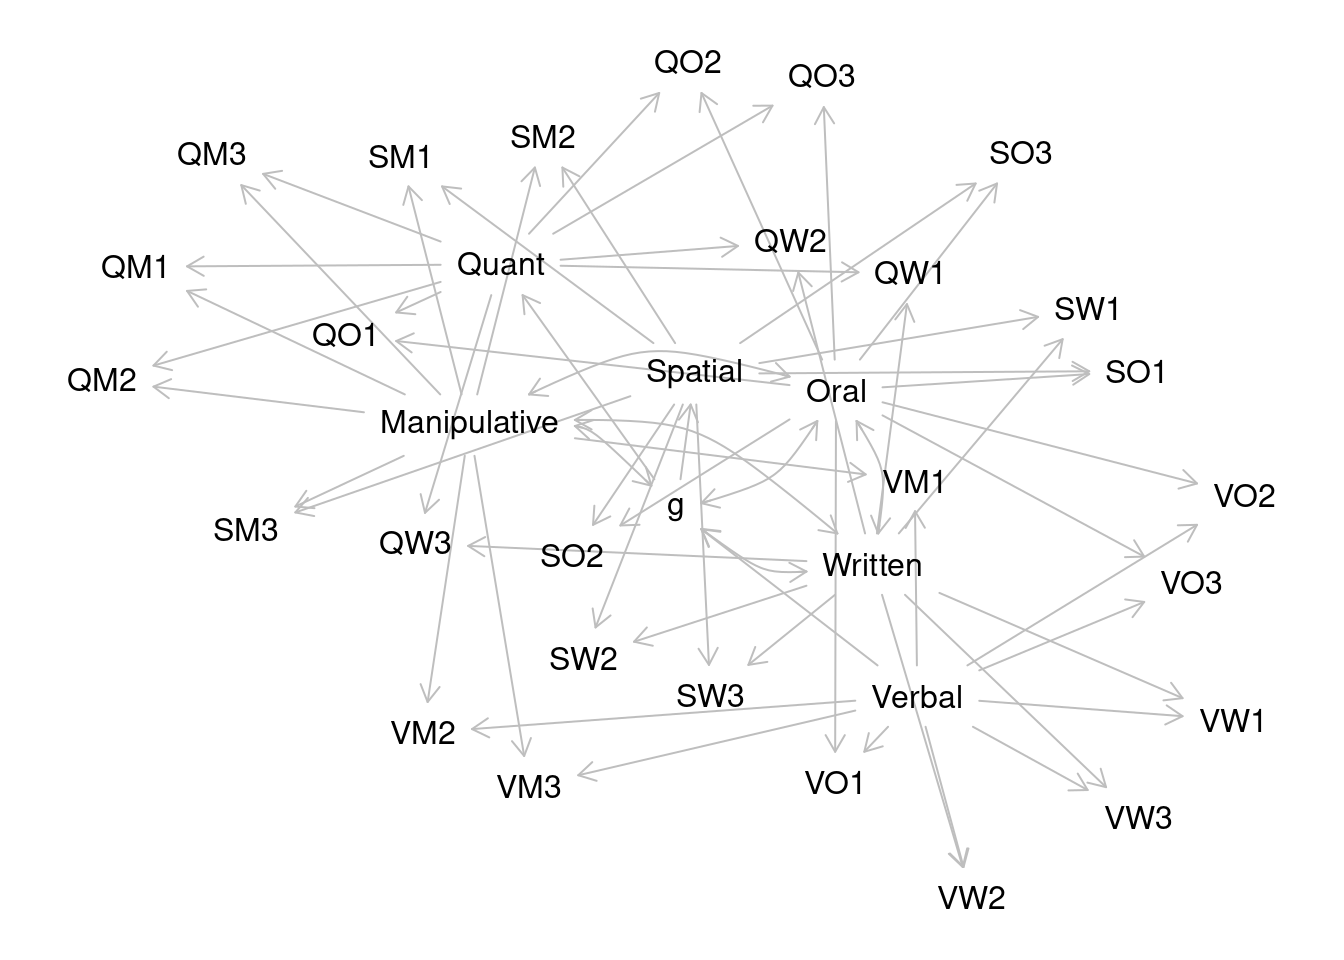 QO2
QO3
SM2
QM3
SM1
SO3
QW2
Quant
QM1
QW1
SW1
QO1
Spatial
SO1
QM2
Oral
Manipulative
VM1
VO2
g
SM3
QW3
SO2
Written
VO3
SW2
SW3
Verbal
VW1
VM2
VM3
VO1
VW3
VW2